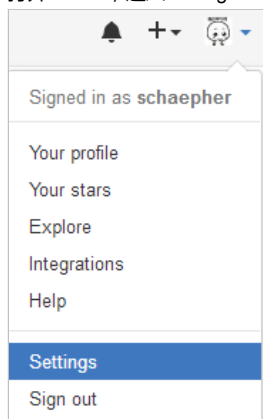 Signed in as schaepher
Your profile
Your stars
Explore
Integrations
Help
Settings
Sign out